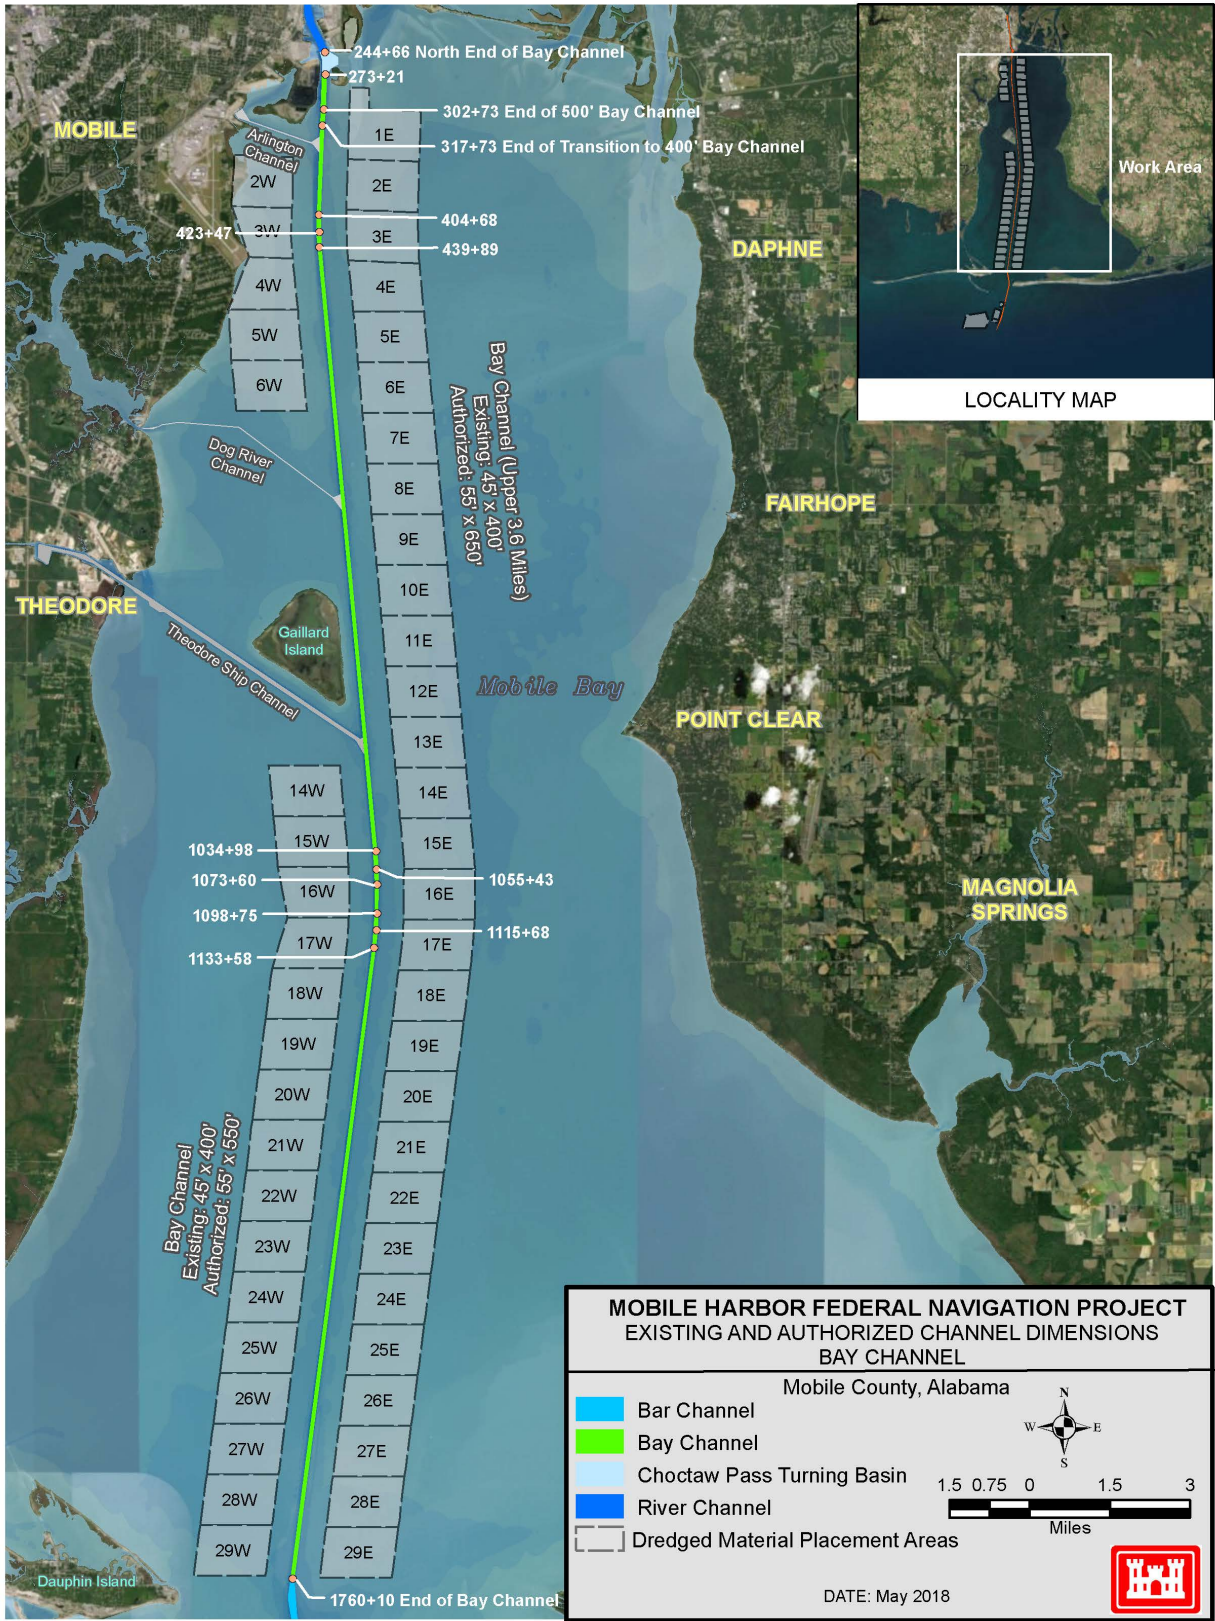 244+66 North End of Bay Channel
273+21
302+73 End of 500' Bay Channel
317+73 End of Transition to 400' Bay Channel
MOBILE
Arlington
Channel
1E
2W
2E
404+68
423+47
3W
3E
439+89
DAPHNE
Work Area
LOCALITY MAP
4W
4E
5W
5E
6W
6E
7E
8E
9E
10E
11E
12E
13E
Bay Channel (Upper 3.6 Miles)
Existing: 45' x 400'
Authorized: 55' x 650'
Dog River
Channel
FAIRHOPE
THEODORE
Gaillard
Island
Theodore Ship Channel
Mobile Bay
POINT CLEAR
14W
14E
15W
15E
1034+98
1055+43
1073+60
16W
16E
1098+75
1115+68
17W
17E
1133+58
MAGNOLIA
SPRINGS
18W
18E
19W
19E
20W
20E
21W
21E
22W
22E
23W
23E
24W
24E
25W
25E
26W
26E
27W
27E
28W
28E
29W
29E
Bay Channel
Existing: 45' x 400'
Authorized: 55' x 550'
Dauphin Island
1760+10 End of Bay Channel
MOBILE HARBOR FEDERAL NAVIGATION PROJECT
EXISTING AND AUTHORIZED CHANNEL DIMENSIONS
BAY CHANNEL
Mobile County, Alabama
Bar Channel
Bay Channel
Choctaw Pass Turning Basin
River Channel
Dredged Material Placement Areas
N
W E
S
1.5 0.75 0 1.5 3
Miles
DATE: May 2018